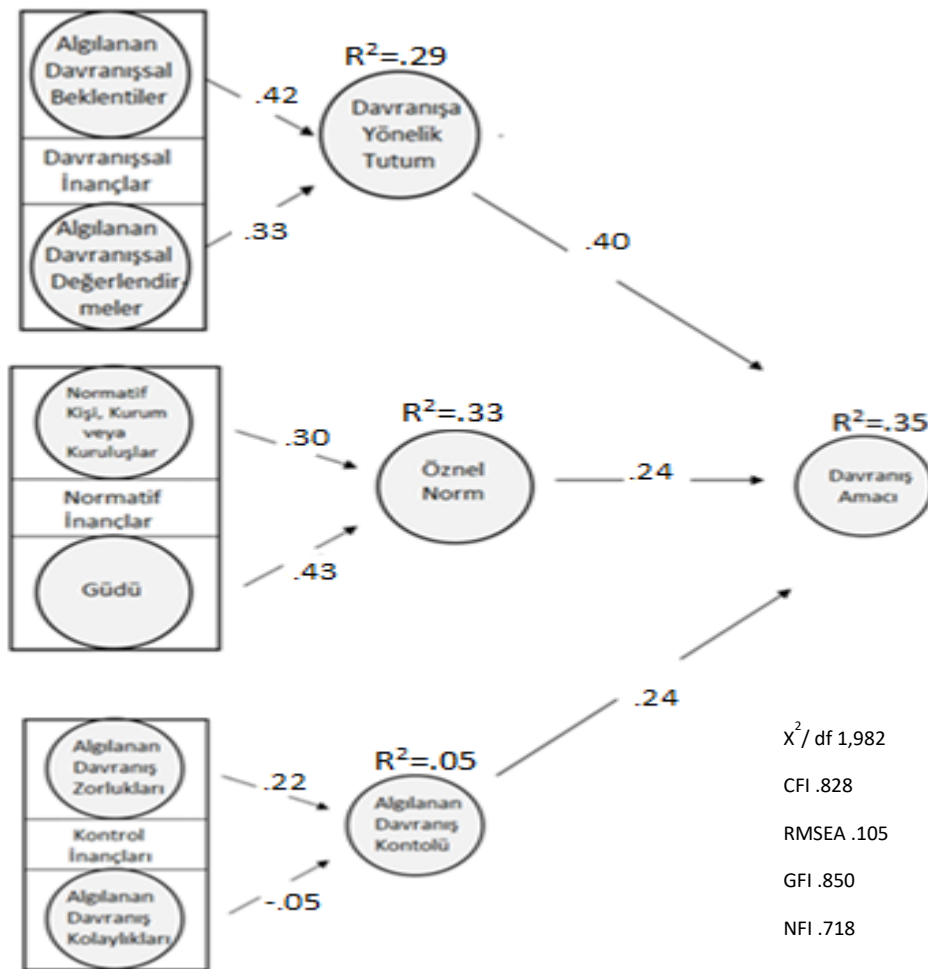 Algılanan
Davranışsal
Beklentiler
Davranışsal
İnançlar
Algılanan
Davranışsal
Değerlendir-
meler
.42
.33
R²=.29
Davranışa
Yönelik
Tutum
.40
Normatif
Kişi, Kurum
veya
Kuruluşlar
Normatif
İnançlar
Güdü
.30
.43
R²=.33
Öznel
Norm
.24
R²=.35
Davranış
Amacı
Algılanan
Davranış
Zorlukları
Kontrol
İnançları
Algılanan
Davranış
Kolaylıkları
.22
-.05
R²=.05
Algılanan
Davranış
Kontolü
.24
X²/ df 1,982
CFI .828
RMSEA .105
GFI .850
NFI .718